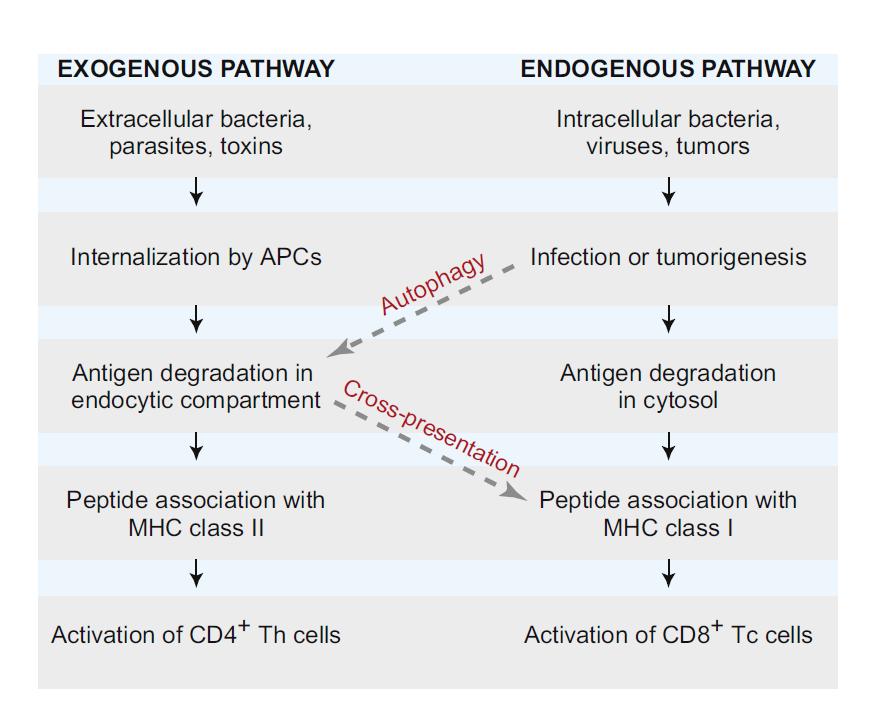 EXOGENOUS PATHWAY
ENDOGENOUS PATHWAY
Extracellular bacteria,
parasites, toxins
Intracellular bacteria,
viruses, tumors
Internalization by APCs
Infection or tumorigenesis
Autophagy
Antigen degradation in
endocytic compartment
Antigen degradation
in cytosol
Cross-presentation
Peptide association with
MHC class II
Peptide association with
MHC class I
Activation of CD4⁺ Th cells
Activation of CD8⁺ Tc cells